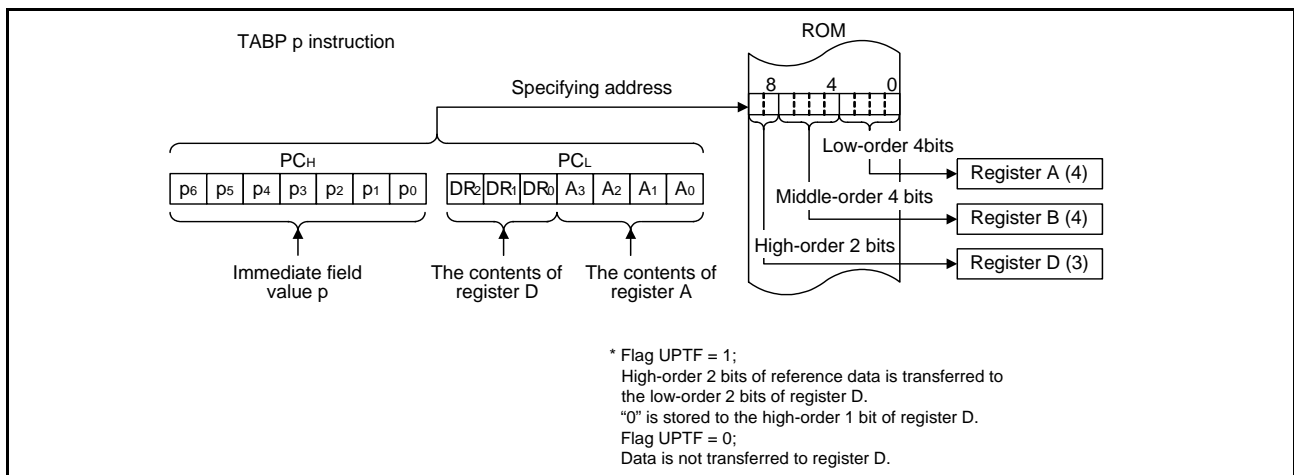 TABP p instruction
ROM
Specifying address
8 4 0
PCH
PCL
p6 p5 p4 p3 p2 p1 p0
DR2 DR1 DR0 A3 A2 A1 A0
Low-order 4bits
Register A (4)
Middle-order 4 bits
Register B (4)
High-order 2 bits
Register D (3)
Immediate field
value p
The contents of
register D
The contents of
register A
* Flag UPTF = 1;
High-order 2 bits of reference data is transferred to
the low-order 2 bits of register D.
“0” is stored to the high-order 1 bit of register D.
Flag UPTF = 0;
Data is not transferred to register D.